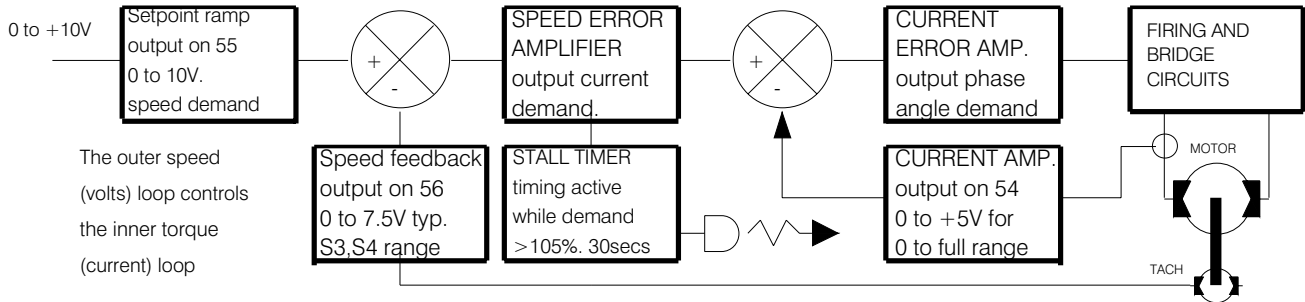 0 to +10V
Setpoint ramp
output on 55
0 to 10V.
speed demand
+
-
SPEED ERROR
AMPLIFIER
output current
demand.
+
-
CURRENT
ERROR AMP.
output phase
angle demand
FIRING AND
BRIDGE
CIRCUITS
The outer speed
(volts) loop controls
the inner torque
(current) loop
Speed feedback
output on 56
0 to 7.5V typ.
S3,S4 range
STALL TIMER
timing active
while demand
>105%. 30secs
CURRENT AMP.
output on 54
0 to +5V for
0 to full range
MOTOR
TACH